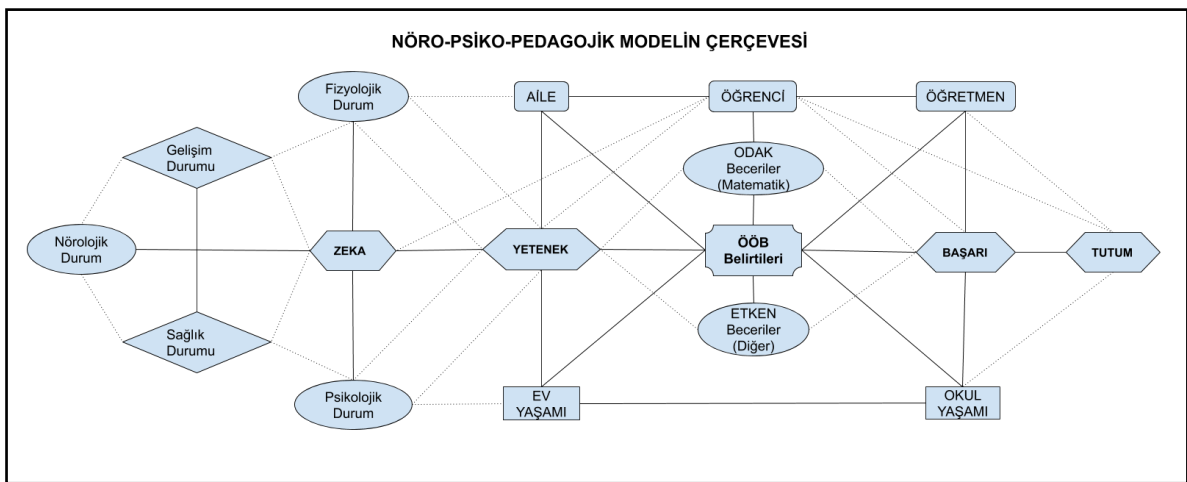 NÖRO-PSİKO-PEDAGOJİK MODELİN ÇERÇEVESİ
Fizyolojik
Durum
AİLE
ÖĞRENCİ
ÖĞRETMEN
Gelişim
Durumu
ODAK
Beceriler
(Matematik)
Nörolojik
Durum
ZEKA
YETENEK
ÖÖB
Belirtileri
BAŞARI
TUTUM
Sağlık
Durumu
ETKEN
Beceriler
(Diğer)
Psikolojik
Durum
EV
YAŞAMI
OKUL
YAŞAMI